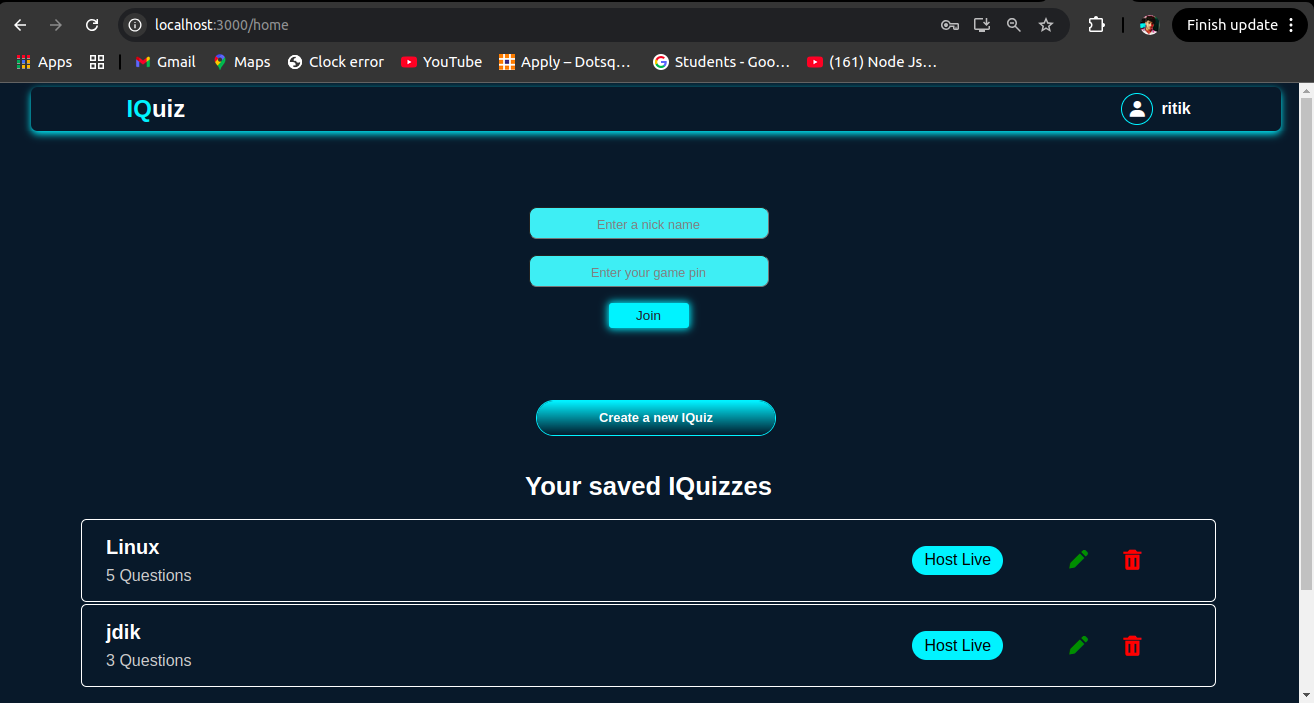 localhost:3000/home
Finish update
Apps Gmail Maps Clock error YouTube Apply – Dotsq... Students - Goo... (161) Node Js...
IQuiz ritik
Enter a nick name
Enter your game pin
Join
Create a new IQuiz
Your saved IQuizzes
Linux
5 Questions
Host Live
jdik
3 Questions
Host Live